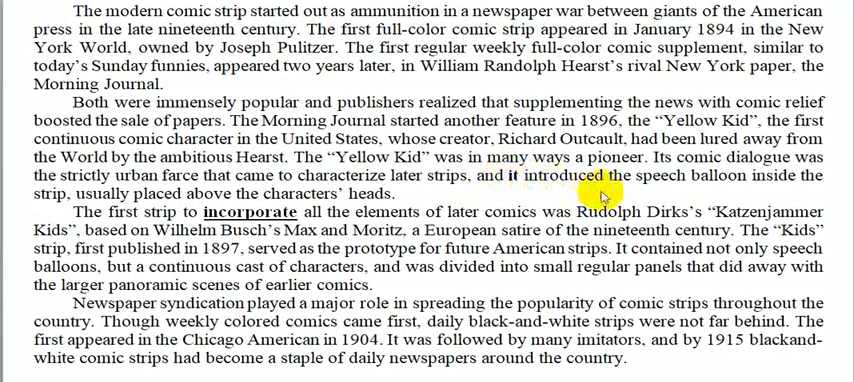 The modern comic strip started out as ammunition in a newspaper war between giants of the American
press in the late nineteenth century. The first full-color comic strip appeared in January 1894 in the New
York World, owned by Joseph Pulitzer. The first regular weekly full-color comic supplement, similar to
today's Sunday funnies, appeared two years later, in William Randolph Hearst's rival New York paper, the
Morning Journal.
Both were immensely popular and publishers realized that supplementing the news with comic relief
boosted the sale of papers. The Morning Journal started another feature in 1896, the “Yellow Kid”, the first
continuous comic character in the United States, whose creator, Richard Outcault, had been lured away from
the World by the ambitious Hearst. The “Yellow Kid” was in many ways a pioneer. Its comic dialogue was
the strictly urban farce that came to characterize later strips, and it introduced the speech balloon inside the
strip, usually placed above the characters' heads.
The first strip to incorporate all the elements of later comics was Rudolph Dirks's “Katzenjammer
Kids”, based on Wilhelm Busch's Max and Moritz, a European satire of the nineteenth century. The “Kids”
strip, first published in 1897, served as the prototype for future American strips. It contained not only speech
balloons, but a continuous cast of characters, and was divided into small regular panels that did away with
the larger panoramic scenes of earlier comics.
Newspaper syndication played a major role in spreading the popularity of comic strips throughout the
country. Though weekly colored comics came first, daily black-and-white strips were not far behind. The
first appeared in the Chicago American in 1904. It was followed by many imitators, and by 1915 blackand-
white comic strips had become a staple of daily newspapers around the country.